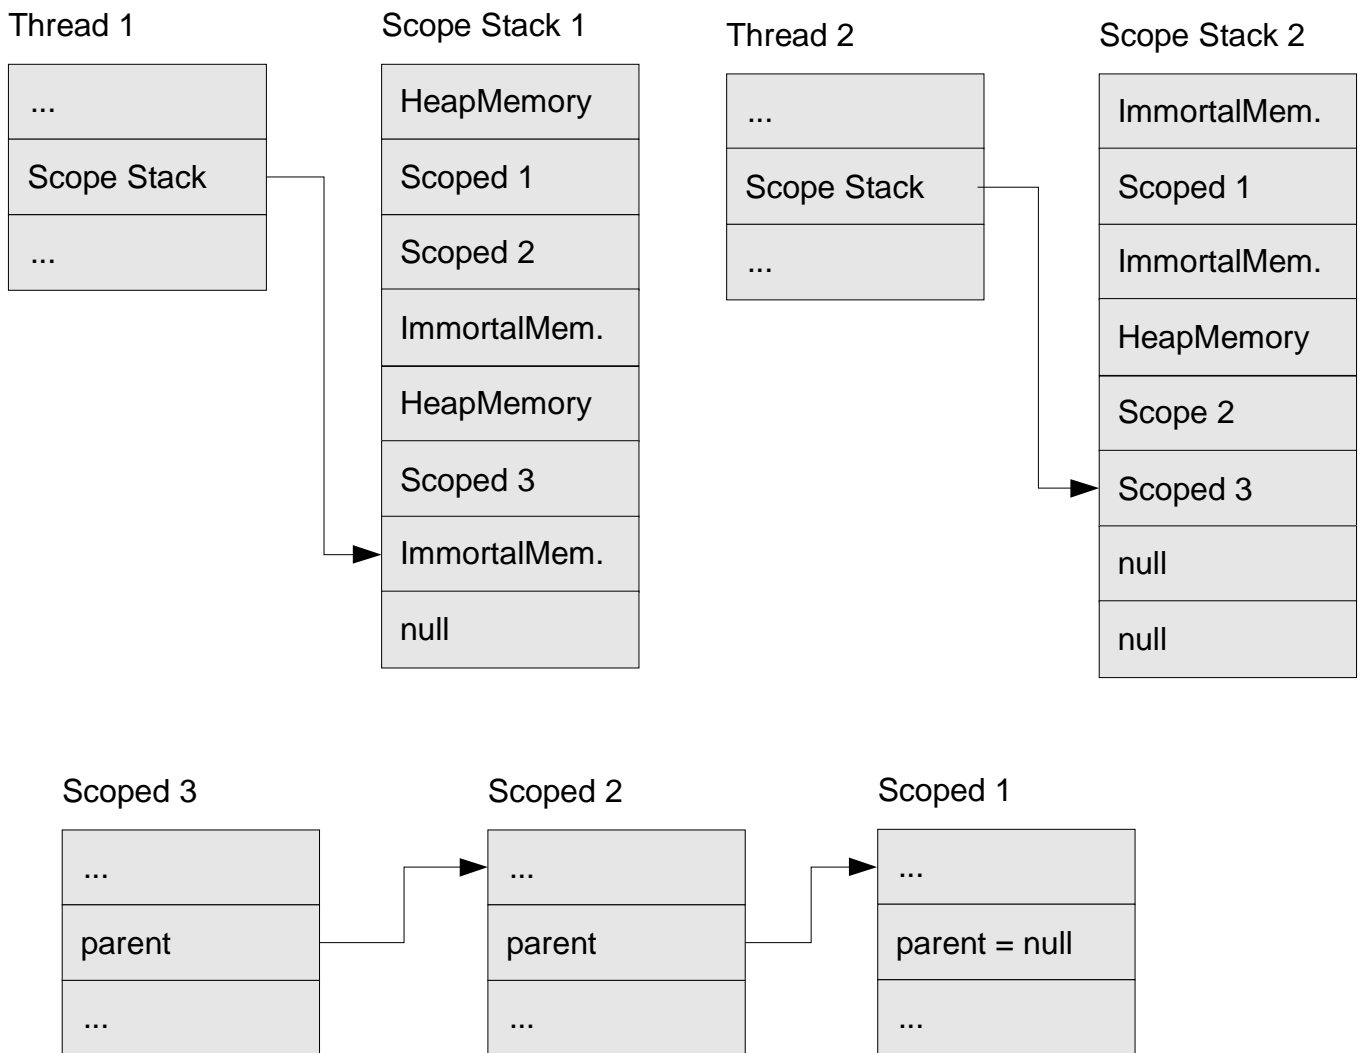 Thread 1
...
Scope Stack
...
Scope Stack 1
HeapMemory
Scoped 1
Scoped 2
ImmortalMem.
HeapMemory
Scoped 3
ImmortalMem.
null
Thread 2
...
Scope Stack
...
Scope Stack 2
ImmortalMem.
Scoped 1
ImmortalMem.
HeapMemory
Scope 2
Scoped 3
null
null
Scoped 3
...
parent
...
Scoped 2
...
parent
...
Scoped 1
...
parent = null
...